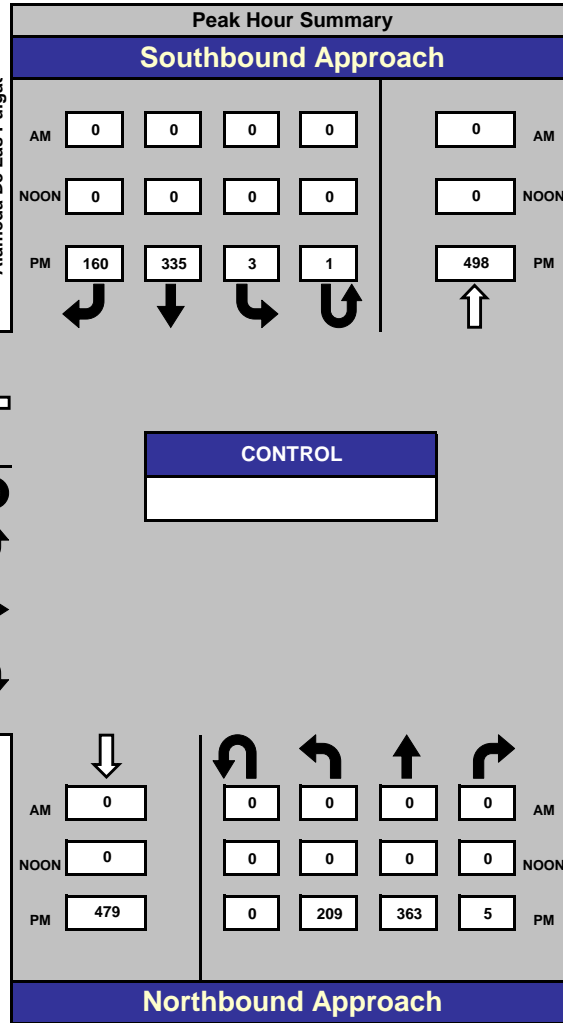 Peak Hour Summary
Southbound Approach
AM 0 0 0 0 0 AM
NOON 0 0 0 0 0 NOON
PM 160 335 3 1 498 PM
CONTROL
AM 0 0 0 0 0 AM
NOON 0 0 0 0 0 NOON
PM 479 0 209 363 5 PM
Northbound Approach